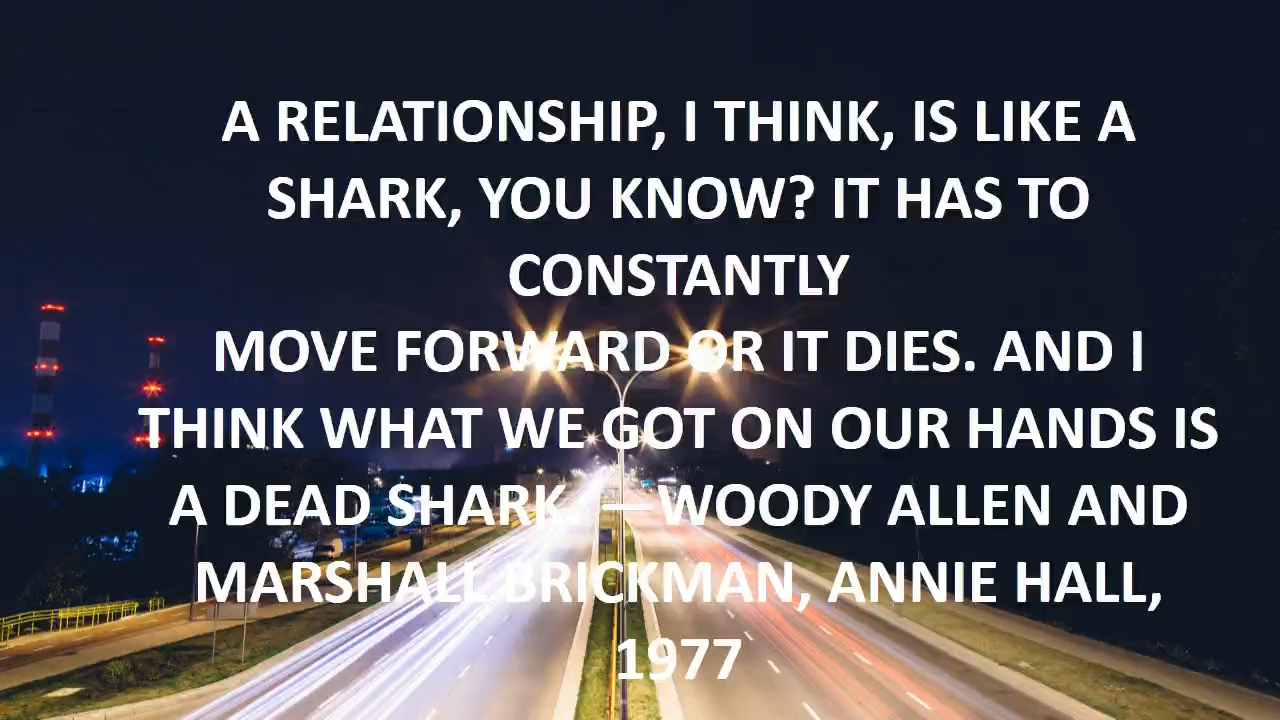 A RELATIONSHIP, I THINK, IS LIKE A
SHARK, YOU KNOW? IT HAS TO
CONSTANTLY
MOVE FORWARD OR IT DIES. AND I
THINK WHAT WE GOT ON OUR HANDS IS
A DEAD SHARK. —WOODY ALLEN AND
MARSHALL BRICKMAN, ANNIE HALL,
1977